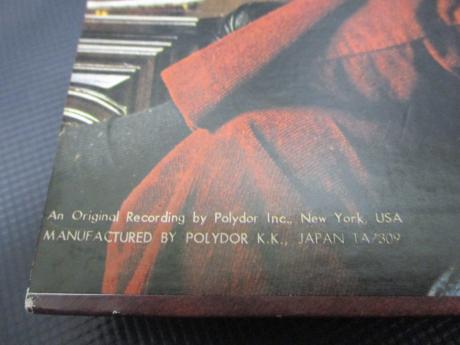 An Original Recording by Polydor Inc., New York, USA
MANUFACTURED BY POLYDOR K.K., JAPAN